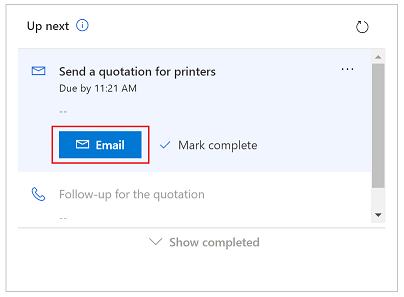 Up next
Send a quotation for printers
Due by 11:21 AM
--
Email Mark complete
Follow-up for the quotation
--
Show completed